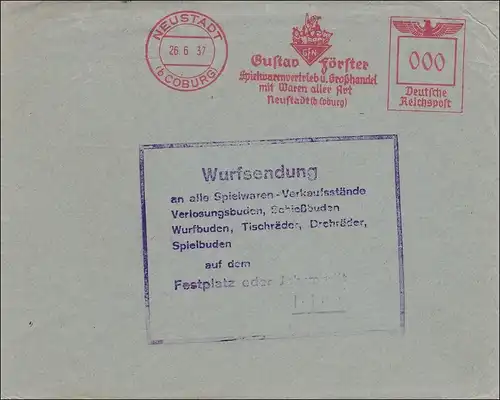 NEUSTADT
26.6.37
(b COBURG)
GFN
Gustav Förster
Spielwarenvertrieb u. Großhandel
mit Waren aller Art
Neustadt (b Coburg)
000
Deutsche
Reichspost
Wurfsendung
an alle Spielwaren-Verkaufsstände
Verlosungsbuden, Schießbuden
Wurfbuden, Tischräder, Drehräder,
Spielbuden
auf dem
Festplatz oder